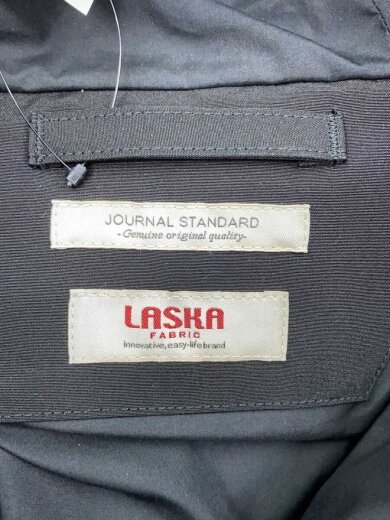 JOURNAL STANDARD
-Genuine original quality-
LASKA
FABRIC
Innovative, easy-life brand